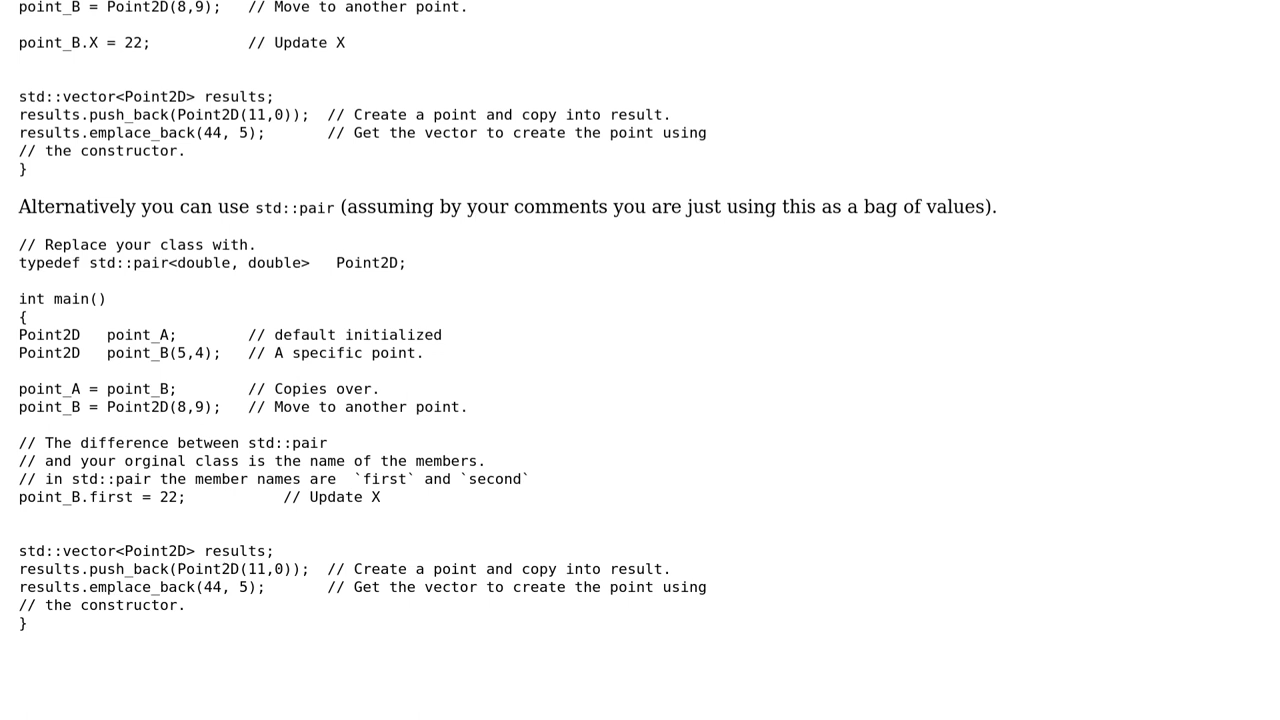 point_B = Point2D(8,9);   // Move to another point.

point_B.X = 22;           // Update X


std::vector<Point2D> results;
results.push_back(Point2D(11,0));  // Create a point and copy into result.
results.emplace_back(44, 5);       // Get the vector to create the point using
// the constructor.
}
Alternatively you can use std::pair (assuming by your comments you are just using this as a bag of values).
// Replace your class with.
typedef std::pair<double, double>   Point2D;

int main()
{
Point2D   point_A;        // default initialized
Point2D   point_B(5,4);   // A specific point.

point_A = point_B;        // Copies over.
point_B = Point2D(8,9);   // Move to another point.

// The difference between std::pair
// and your orginal class is the name of the members.
// in std::pair the member names are  `first` and `second`
point_B.first = 22;           // Update X


std::vector<Point2D> results;
results.push_back(Point2D(11,0));  // Create a point and copy into result.
results.emplace_back(44, 5);       // Get the vector to create the point using
// the constructor.
}